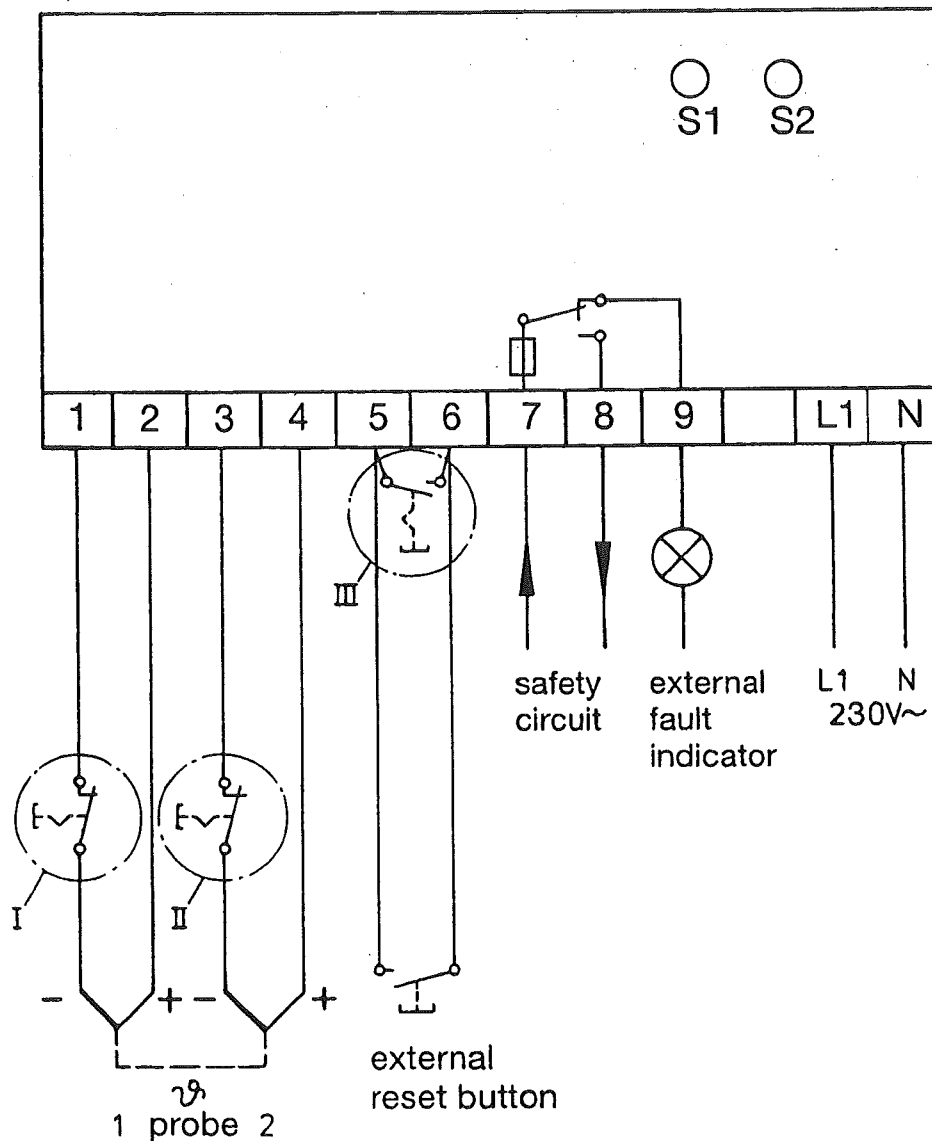 S1 S2
1 2 3 4 5 6 7 8 9 L1 N
III
safety
circuit
external
fault
indicator
L1 N
230V~
I
II
- + - +
ϑ
1 probe 2
external
reset button